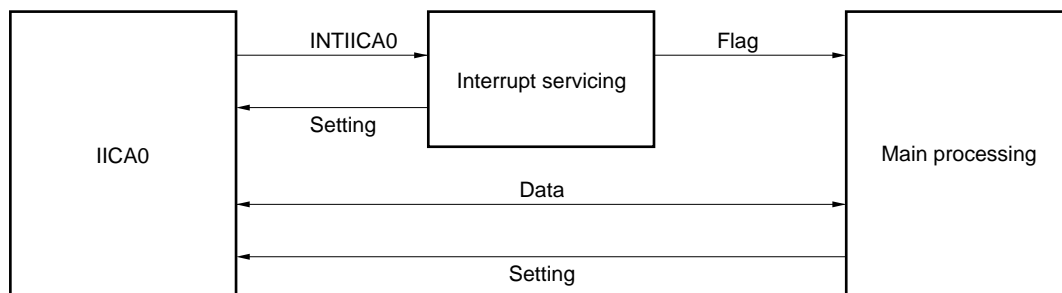 INTIICA0
Flag
Interrupt servicing
Setting
IICA0
Main processing
Data
Setting